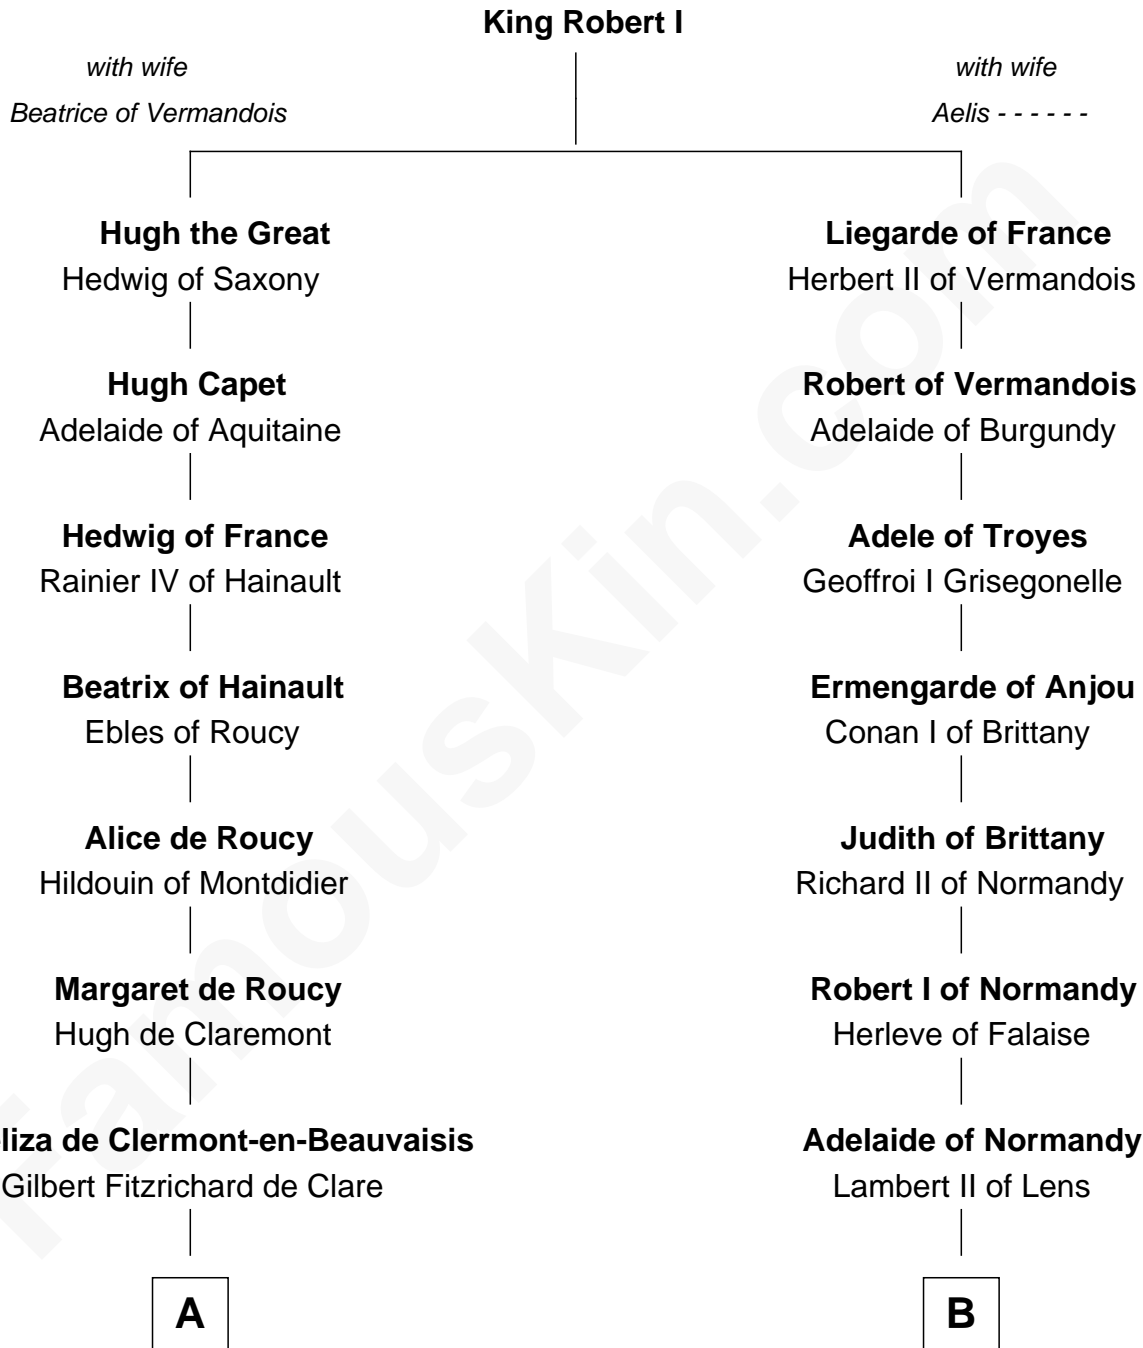 King Robert I
with wife
Beatrice of Vermandois
with wife
Aelis - - - - - -
Hugh the Great
Hedwig of Saxony
Liegarde of France
Herbert II of Vermandois
Hugh Capet
Adelaide of Aquitaine
Robert of Vermandois
Adelaide of Burgundy
Hedwig of France
Rainier IV of Hainault
Adele of Troyes
Geoffroi I Grisegonelle
Beatrix of Hainault
Ebles of Roucy
Ermengarde of Anjou
Conan I of Brittany
Alice de Roucy
Hildouin of Montdidier
Judith of Brittany
Richard II of Normandy
Margaret de Roucy
Hugh de Claremont
Robert I of Normandy
Herleve of Falaise
liza de Clermont-en-Beauvaisis
Gilbert Fitzrichard de Clare
Adelaide of Normandy
Lambert II of Lens
A
B
famousKin.com